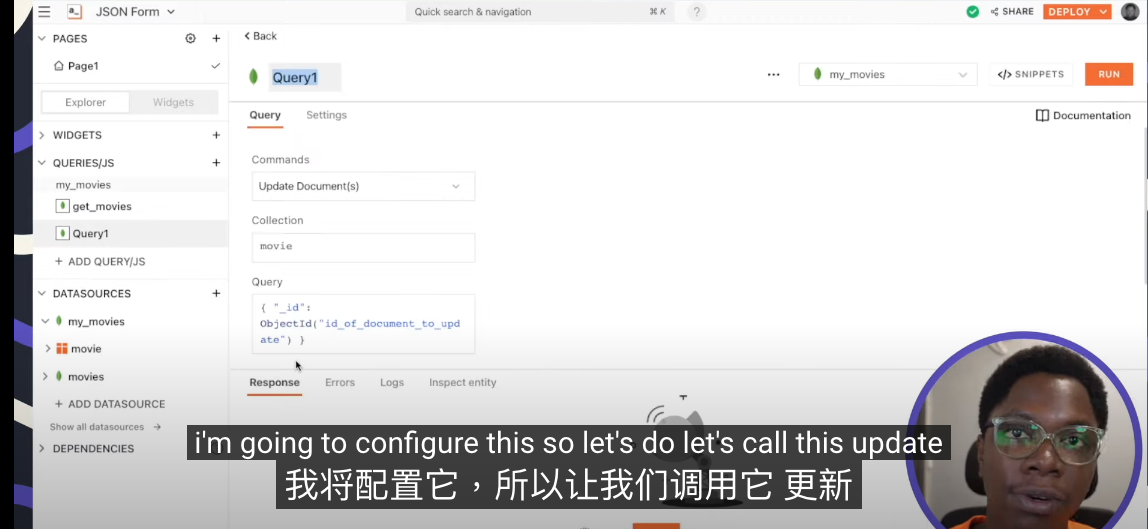 JSON Form
Quick search & navigation
⌘ K
?
SHARE
DEPLOY
PAGES
Page1
Explorer
Widgets
WIDGETS
QUERIES/JS
my_movies
get_movies
Query1
+ ADD QUERY/JS
DATASOURCES
my_movies
movie
movies
+ ADD DATASOURCE
Show all datasources
DEPENDENCIES
Back
Query1
my_movies
</> SNIPPETS
RUN
Query
Settings
Documentation
Commands
Update Document(s)
Collection
movie
Query
{ "_id":
ObjectId("id_of_document_to_upd
ate") }
Response
Errors
Logs
Inspect entity
i'm going to configure this so let's do let's call this update
我将配置它，所以让我们调用它 更新